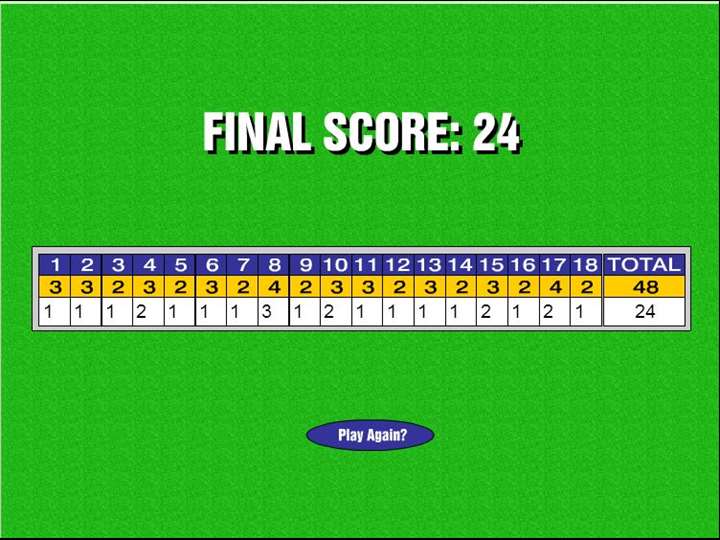 FINAL SCORE: 24
1 2 3 4 5 6 7 8 9 10 11 12 13 14 15 16 17 18 TOTAL
3 3 2 3 2 3 2 4 2 3 3 2 3 2 3 2 4 2 48
1 1 1 2 1 1 1 3 1 2 1 1 1 1 2 1 2 1 24
Play Again?